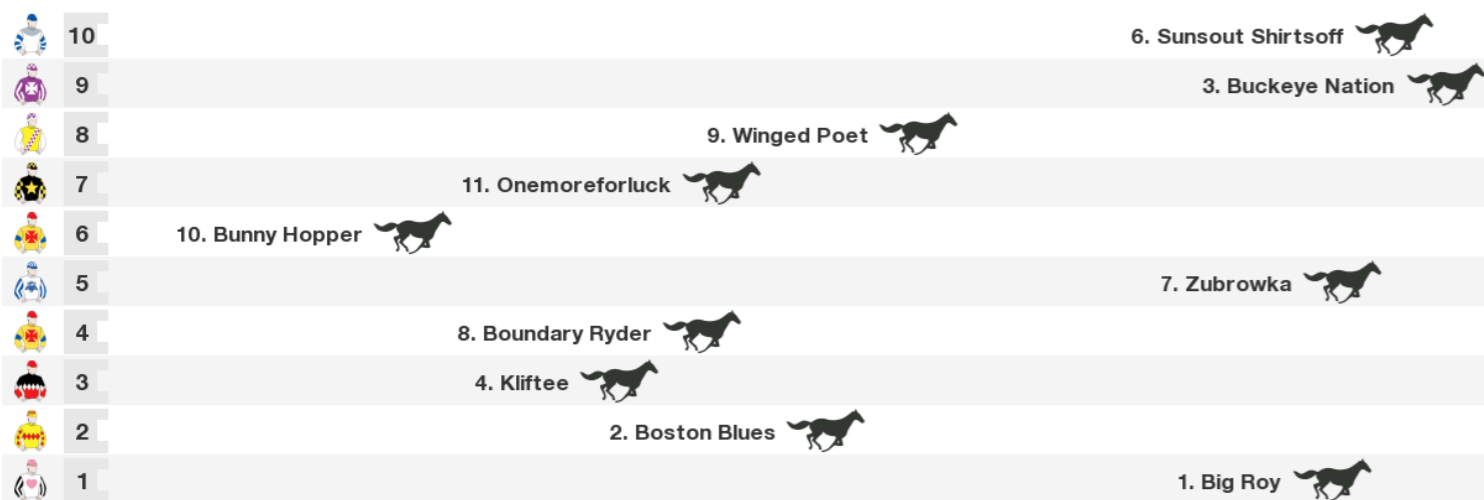 10 6. Sunsout Shirtsoff
9 3. Buckeye Nation
8 9. Winged Poet
7 11. Onemoreforluck
6 10. Bunny Hopper
5 7. Zubrowka
4 8. Boundary Ryder
3 4. Kliftee
2 2. Boston Blues
1 1. Big Roy